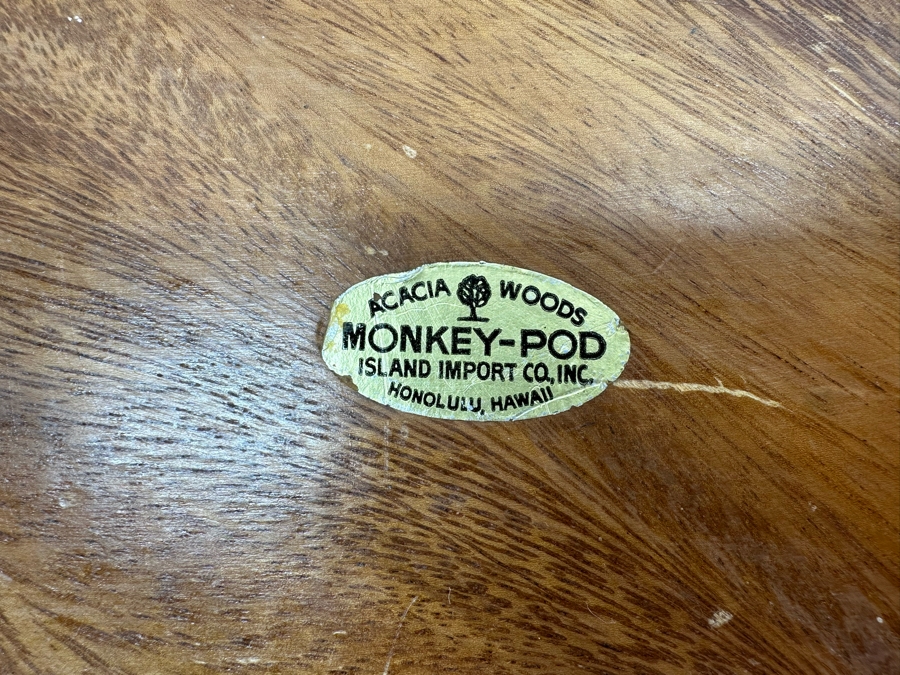 ACACIA WOODS
MONKEY-POD
ISLAND IMPORT CO., INC.
HONOLULU, HAWAII